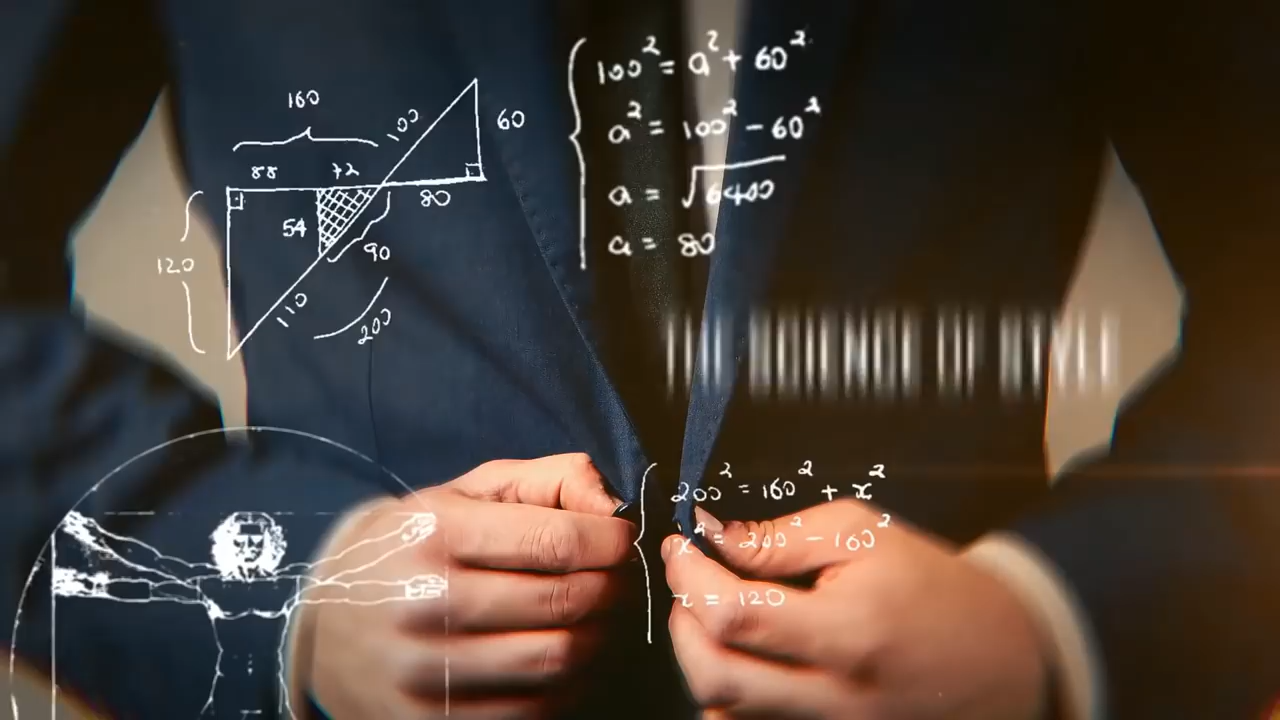 160
100
60
88
72
80
54
90
120
110
200
100² = a² + 60²
a² = 100² - 60²
a = √6400
a = 80
200² = 160² + x²
x² = 200² - 160²
x = 120